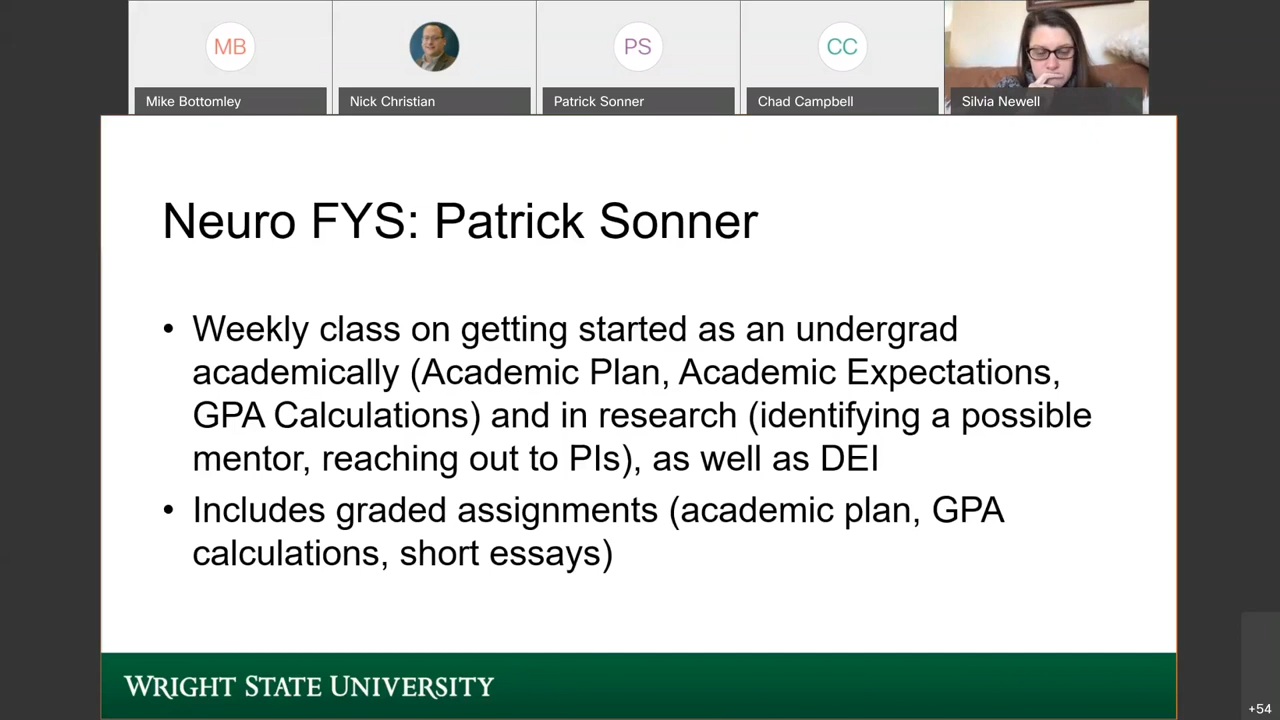 MB
PS
CC
Mike Bottomley
Nick Christian
Patrick Sonner
Chad Campbell
Silvia Newell
Neuro FYS: Patrick Sonner
• Weekly class on getting started as an undergrad
academically (Academic Plan, Academic Expectations,
GPA Calculations) and in research (identifying a possible
mentor, reaching out to PIs), as well as DEI
• Includes graded assignments (academic plan, GPA
calculations, short essays)
WRIGHT STATE UNIVERSITY
+54